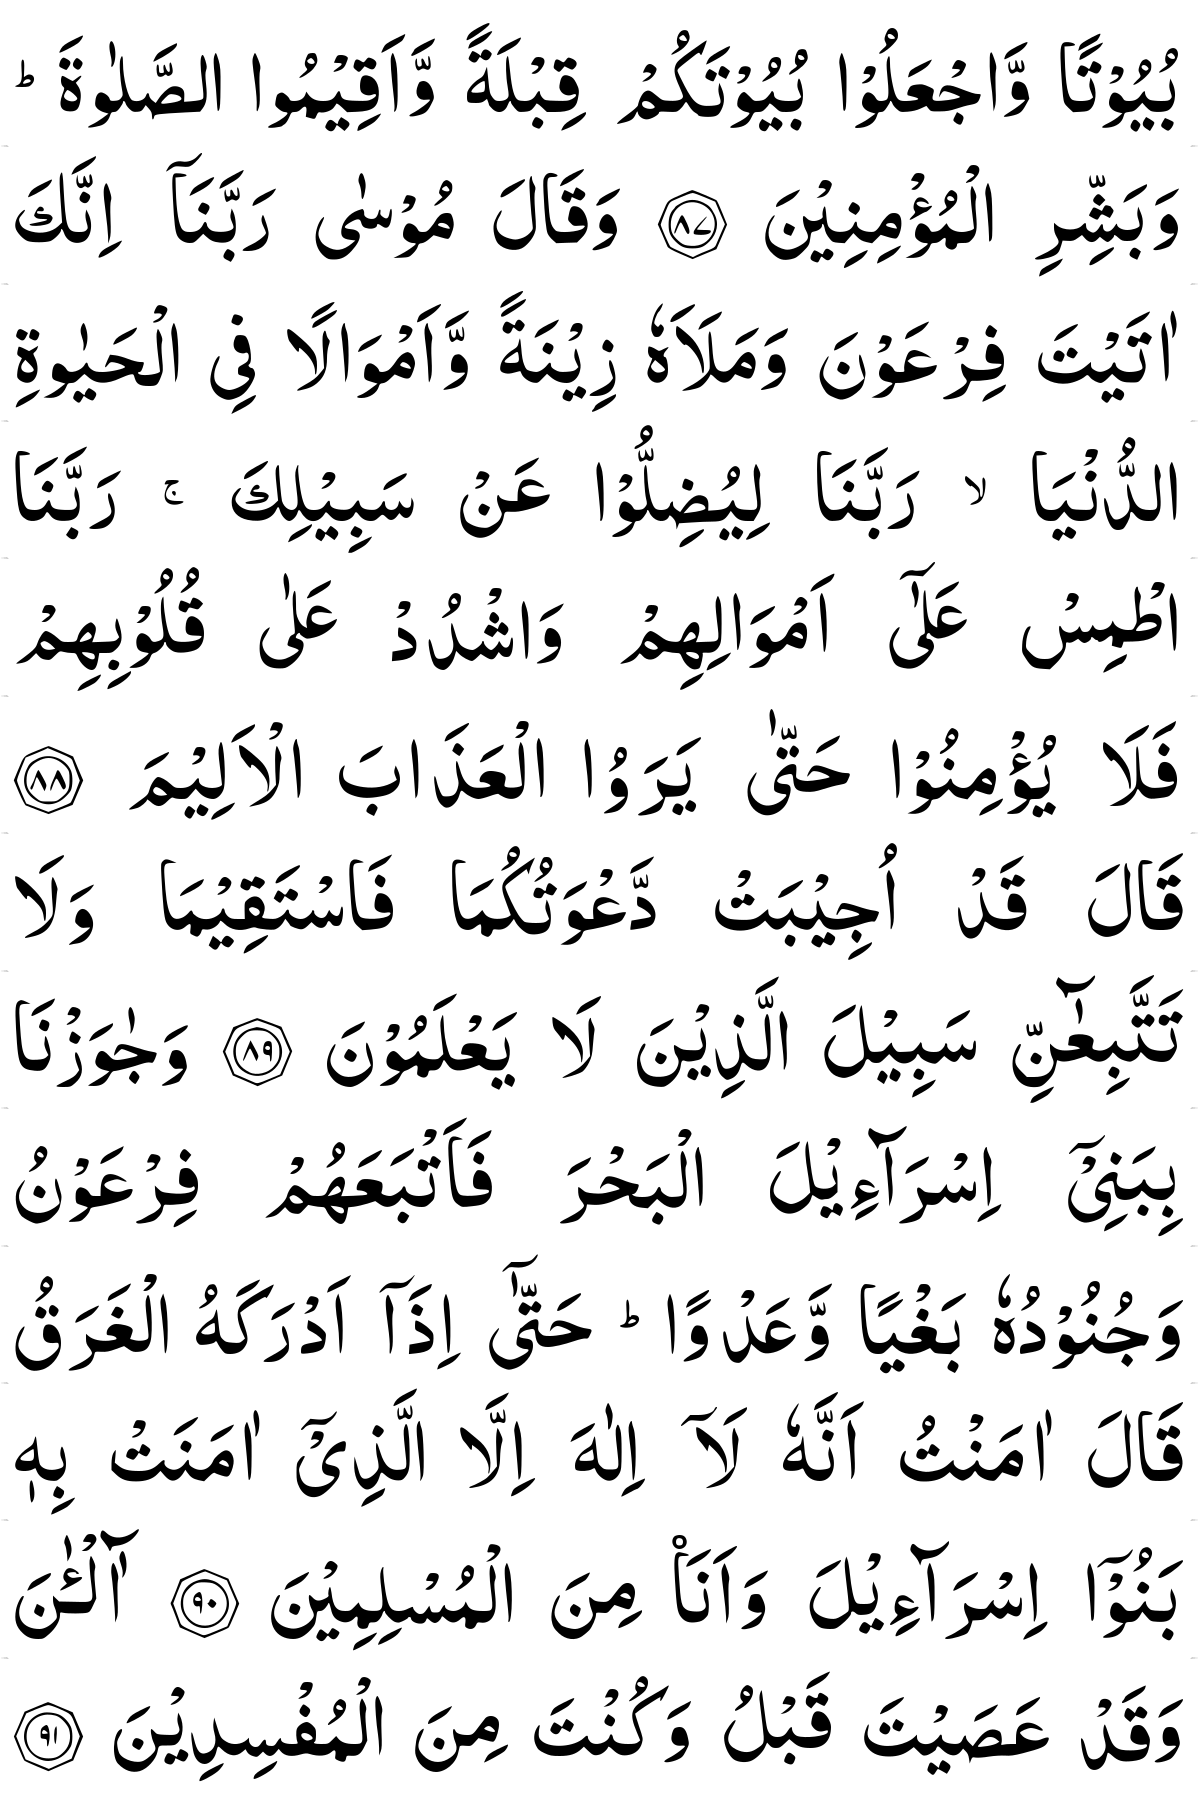 بُيُوْتًا وَّاجْعَلُوْا بُيُوْتَكُمْ قِبْلَةً وَّاَقِيْمُوا الصَّلٰوةَ ؕ
وَبَشِّرِ الْمُؤْمِنِيْنَ ۸۷ وَقَالَ مُوْسٰى رَبَّنَاۤ اِنَّكَ
اٰتَيْتَ فِرْعَوْنَ وَمَلَاَهٗ زِيْنَةً وَّاَمْوَالًا فِى الْحَيٰوةِ
الدُّنْيَا ۙ رَبَّنَا لِيُضِلُّوْا عَنْ سَبِيْلِكَ ۚ رَبَّنَا
اطْمِسْ عَلٰٓى اَمْوَالِهِمْ وَاشْدُدْ عَلٰى قُلُوْبِهِمْ
فَلَا يُؤْمِنُوْا حَتّٰى يَرَوُا الْعَذَابَ الْاَلِيْمَ ۸۸
قَالَ قَدْ اُجِيْبَتْ دَّعْوَتُكُمَا فَاسْتَقِيْمَا وَلَا
تَتَّبِعٰٓنِّ سَبِيْلَ الَّذِيْنَ لَا يَعْلَمُوْنَ ۸۹ وَجٰوَزْنَا
بِبَنِىْۤ اِسْرَآءِيْلَ الْبَحْرَ فَاَتْبَعَهُمْ فِرْعَوْنُ
وَجُنُوْدُهٗ بَغْيًا وَّعَدْوًا ؕ حَتّٰۤى اِذَاۤ اَدْرَكَهُ الْغَرَقُ
قَالَ اٰمَنْتُ اَنَّهٗ لَاۤ اِلٰهَ اِلَّا الَّذِىْۤ اٰمَنَتْ بِهٖ
بَنُوْۤا اِسْرَآءِيْلَ وَاَنَا۟ مِنَ الْمُسْلِمِيْنَ ۹۰ آٰلْـٰٔنَ
وَقَدْ عَصَيْتَ قَبْلُ وَكُنْتَ مِنَ الْمُفْسِدِيْنَ ۹۱